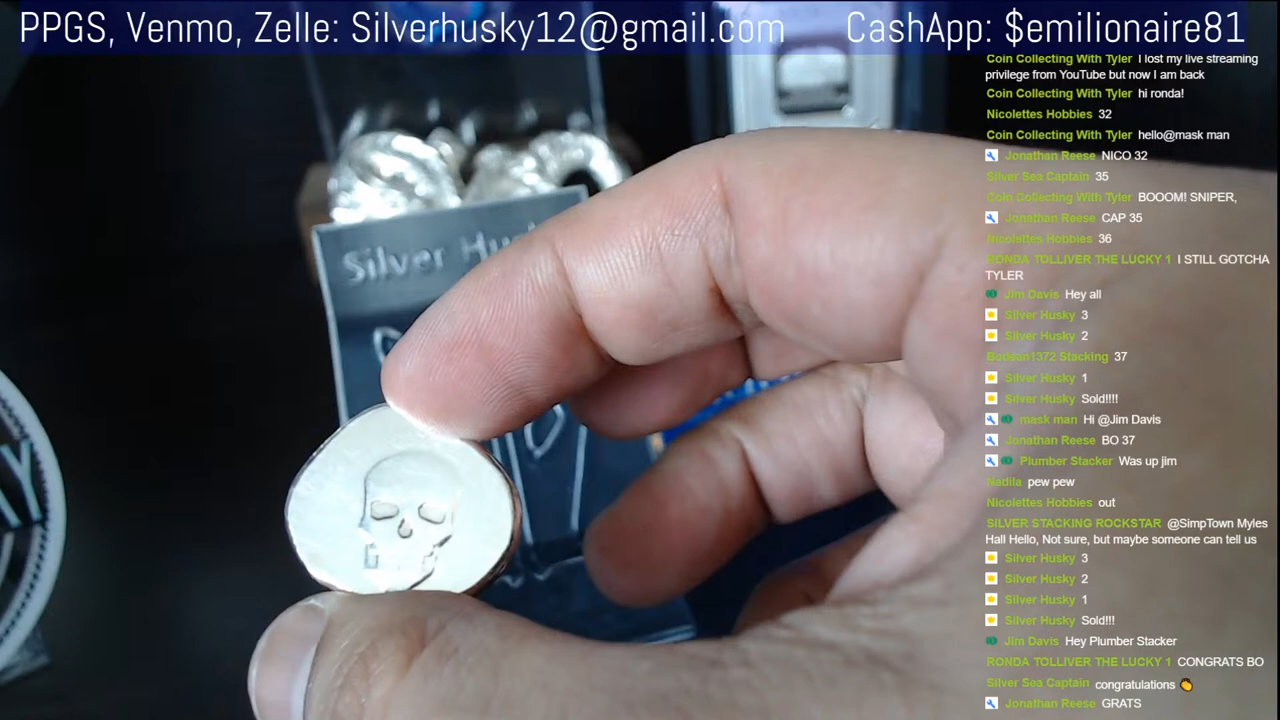 PPGS, Venmo, Zelle: Silverhusky12@gmail.com CashApp: $emilionaire81
Coin Collecting With Tyler I lost my live streaming
privilege from YouTube but now I am back
Coin Collecting With Tyler hi ronda!
Nicolettes Hobbies 32
Coin Collecting With Tyler hello@mask man
Jonathan Reese NICO 32
Silver Sea Captain 35
Coin Collecting With Tyler BOOOM! SNIPER,
Jonathan Reese CAP 35
Nicolettes Hobbies 36
RONDA TOLLIVER THE LUCKY 1 I STILL GOTCHA
TYLER
Jim Davis Hey all
Silver Husky 3
Silver Husky 2
Badsan1372 Stacking 37
Silver Husky 1
Silver Husky Sold!!!!
mask man Hi @Jim Davis
Jonathan Reese BO 37
Plumber Stacker Was up jim
Nadila pew pew
Nicolettes Hobbies out
SILVER STACKING ROCKSTAR @SimpTown Myles
Hall Hello, Not sure, but maybe someone can tell us
Silver Husky 3
Silver Husky 2
Silver Husky 1
Silver Husky Sold!!!
Jim Davis Hey Plumber Stacker
RONDA TOLLIVER THE LUCKY 1 CONGRATS BO
Silver Sea Captain congratulations 👏
Jonathan Reese GRATS
Silver